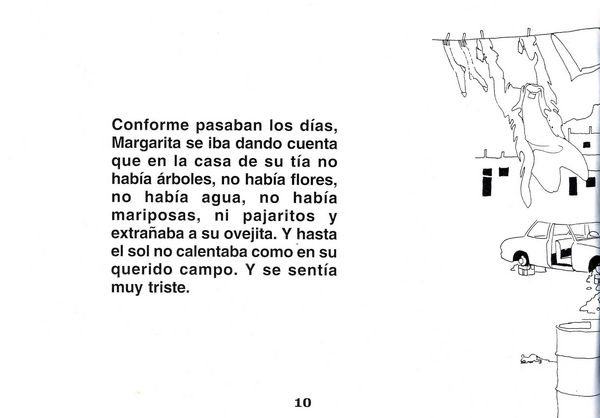 Conforme pasaban los días,
Margarita se iba dando cuenta
que en la casa de su tía no
había árboles, no había flores,
no había agua, no había
mariposas, ni pajaritos y
extrañaba a su ovejita. Y hasta
el sol no calentaba como en su
querido campo. Y se sentía
muy triste.
10